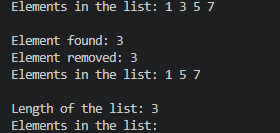 Elements in the list: 1 3 5 7
Element found: 3
Element removed: 3
Elements in the list: 1 5 7
Length of the list: 3
Elements in the list: